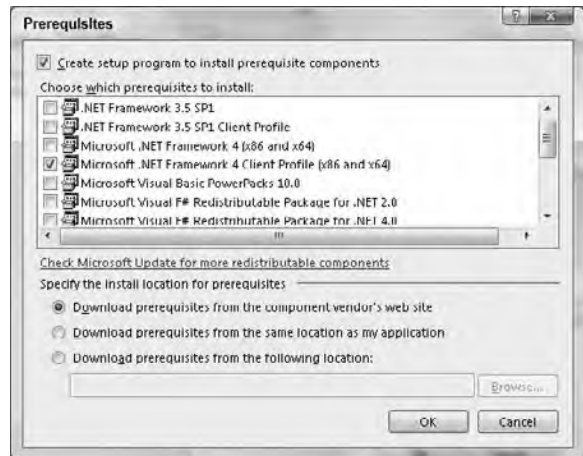 Prerequisites
Create setup program to install prerequisite components
Choose which prerequisites to install:
.NET Framework 3.5 SP1
.NET Framework 3.5 SP1 Client Profile
Microsoft .NET Framework 4 (x86 and x64)
Microsoft .NET Framework 4 Client Profile (x86 and x64)
Microsoft Visual Basic PowerPacks 10.0
Microsoft Visual F# Redistributable Package for .NET 2.0
Microsoft Visual F# Redistributable Package for .NET 4.0
Check Microsoft Update for more redistributable components
Specify the install location for prerequisites
Download prerequisites from the component vendor's web site
Download prerequisites from the same location as my application
Download prerequisites from the following location:
Browse...
OK Cancel